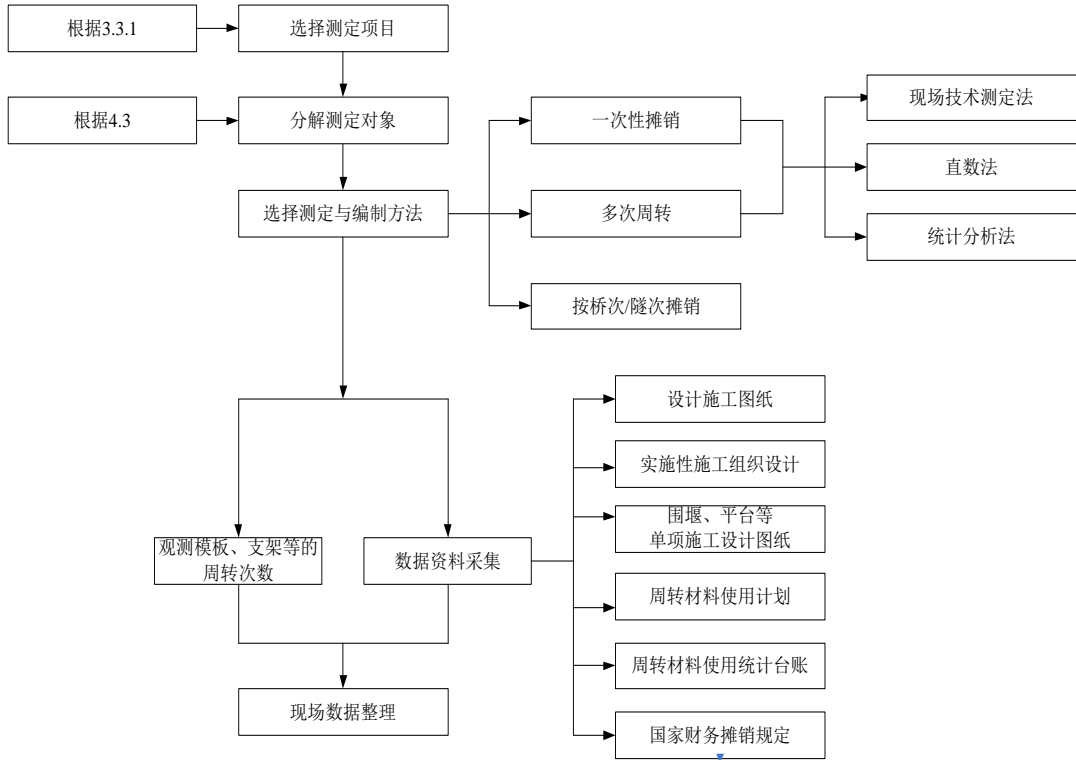 根据3.3.1
选择测定项目
根据4.3
分解测定对象
一次性摊销
现场技术测定法
直数法
选择测定与编制方法
多次周转
统计分析法
按桥次/隧次摊销
设计施工图纸
实施性施工组织设计
围堰、平台等
单项施工设计图纸
观测模板、支架等的
周转次数
数据资料采集
周转材料使用计划
周转材料使用统计台账
现场数据整理
国家财务摊销规定